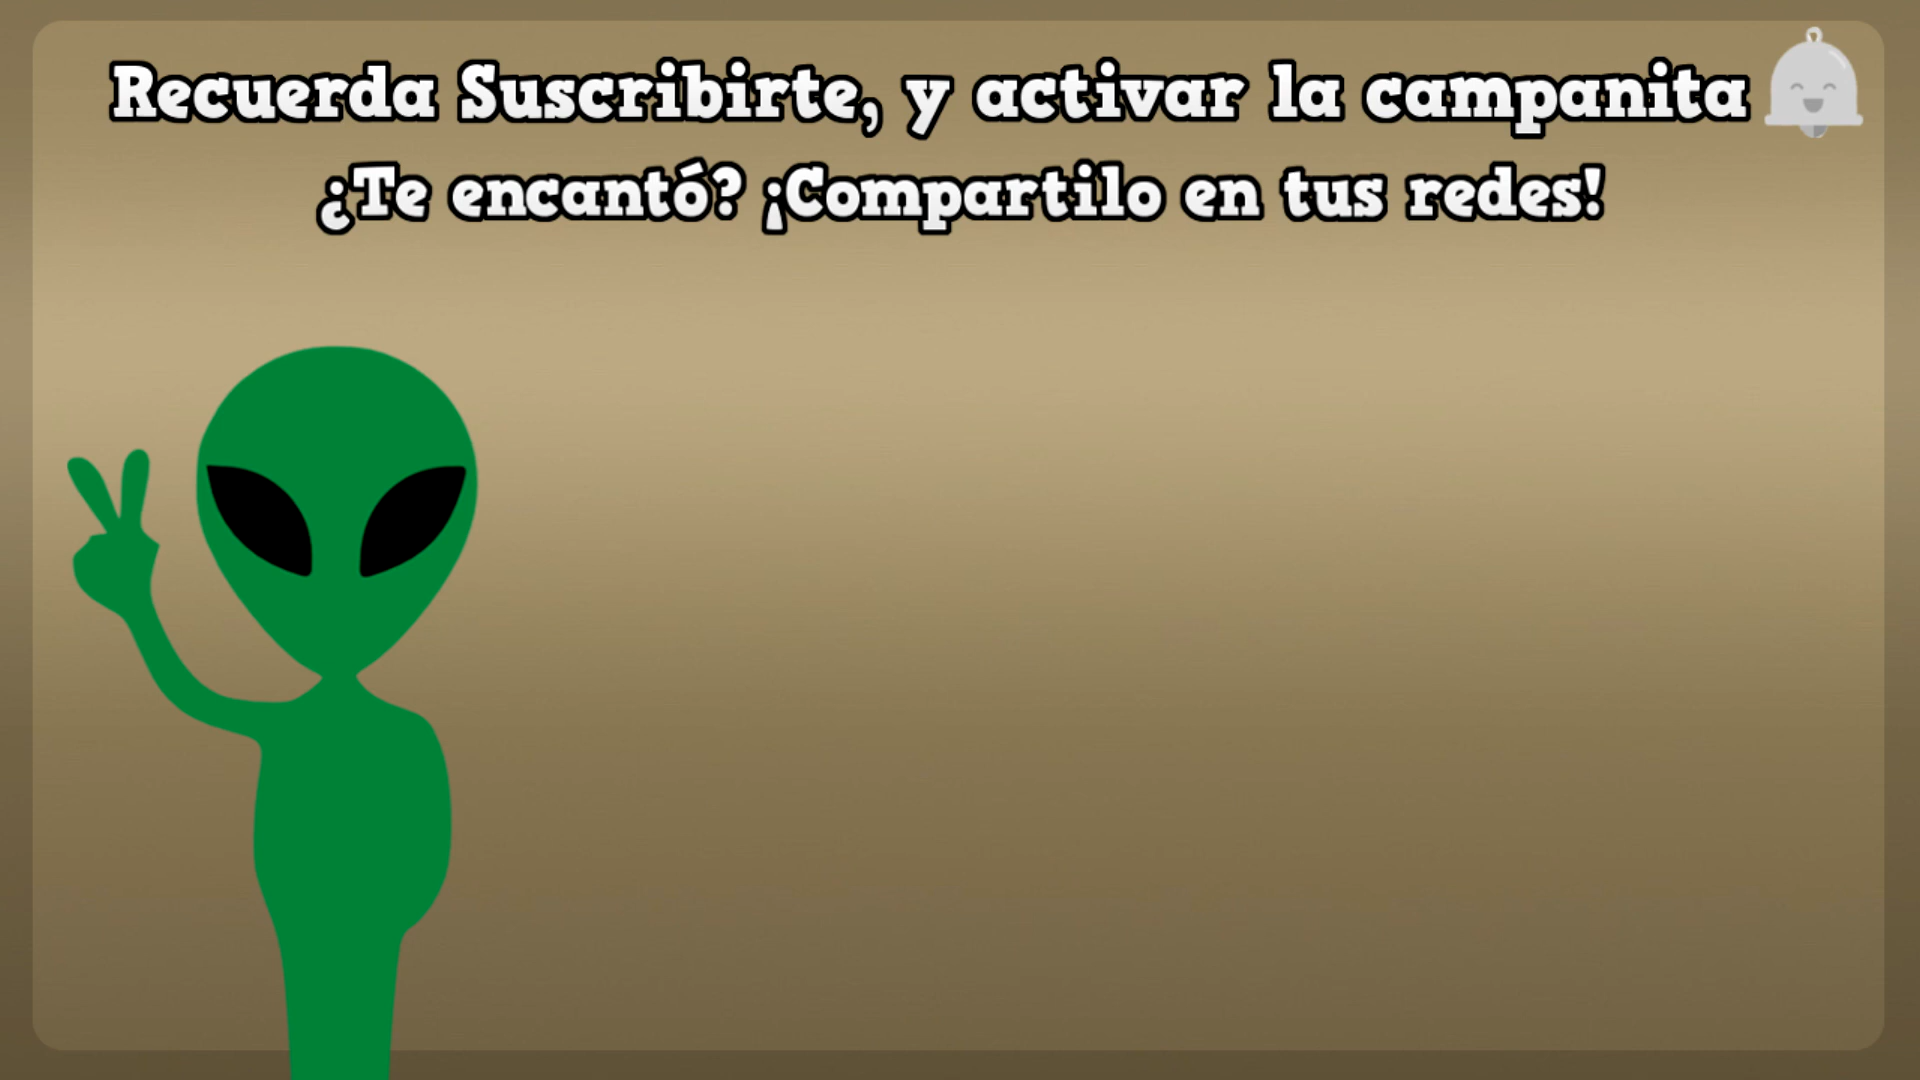 Recuerda Suscribirte, y activar la campanita
¿Te encantó? ¡Compartilo en tus redes!